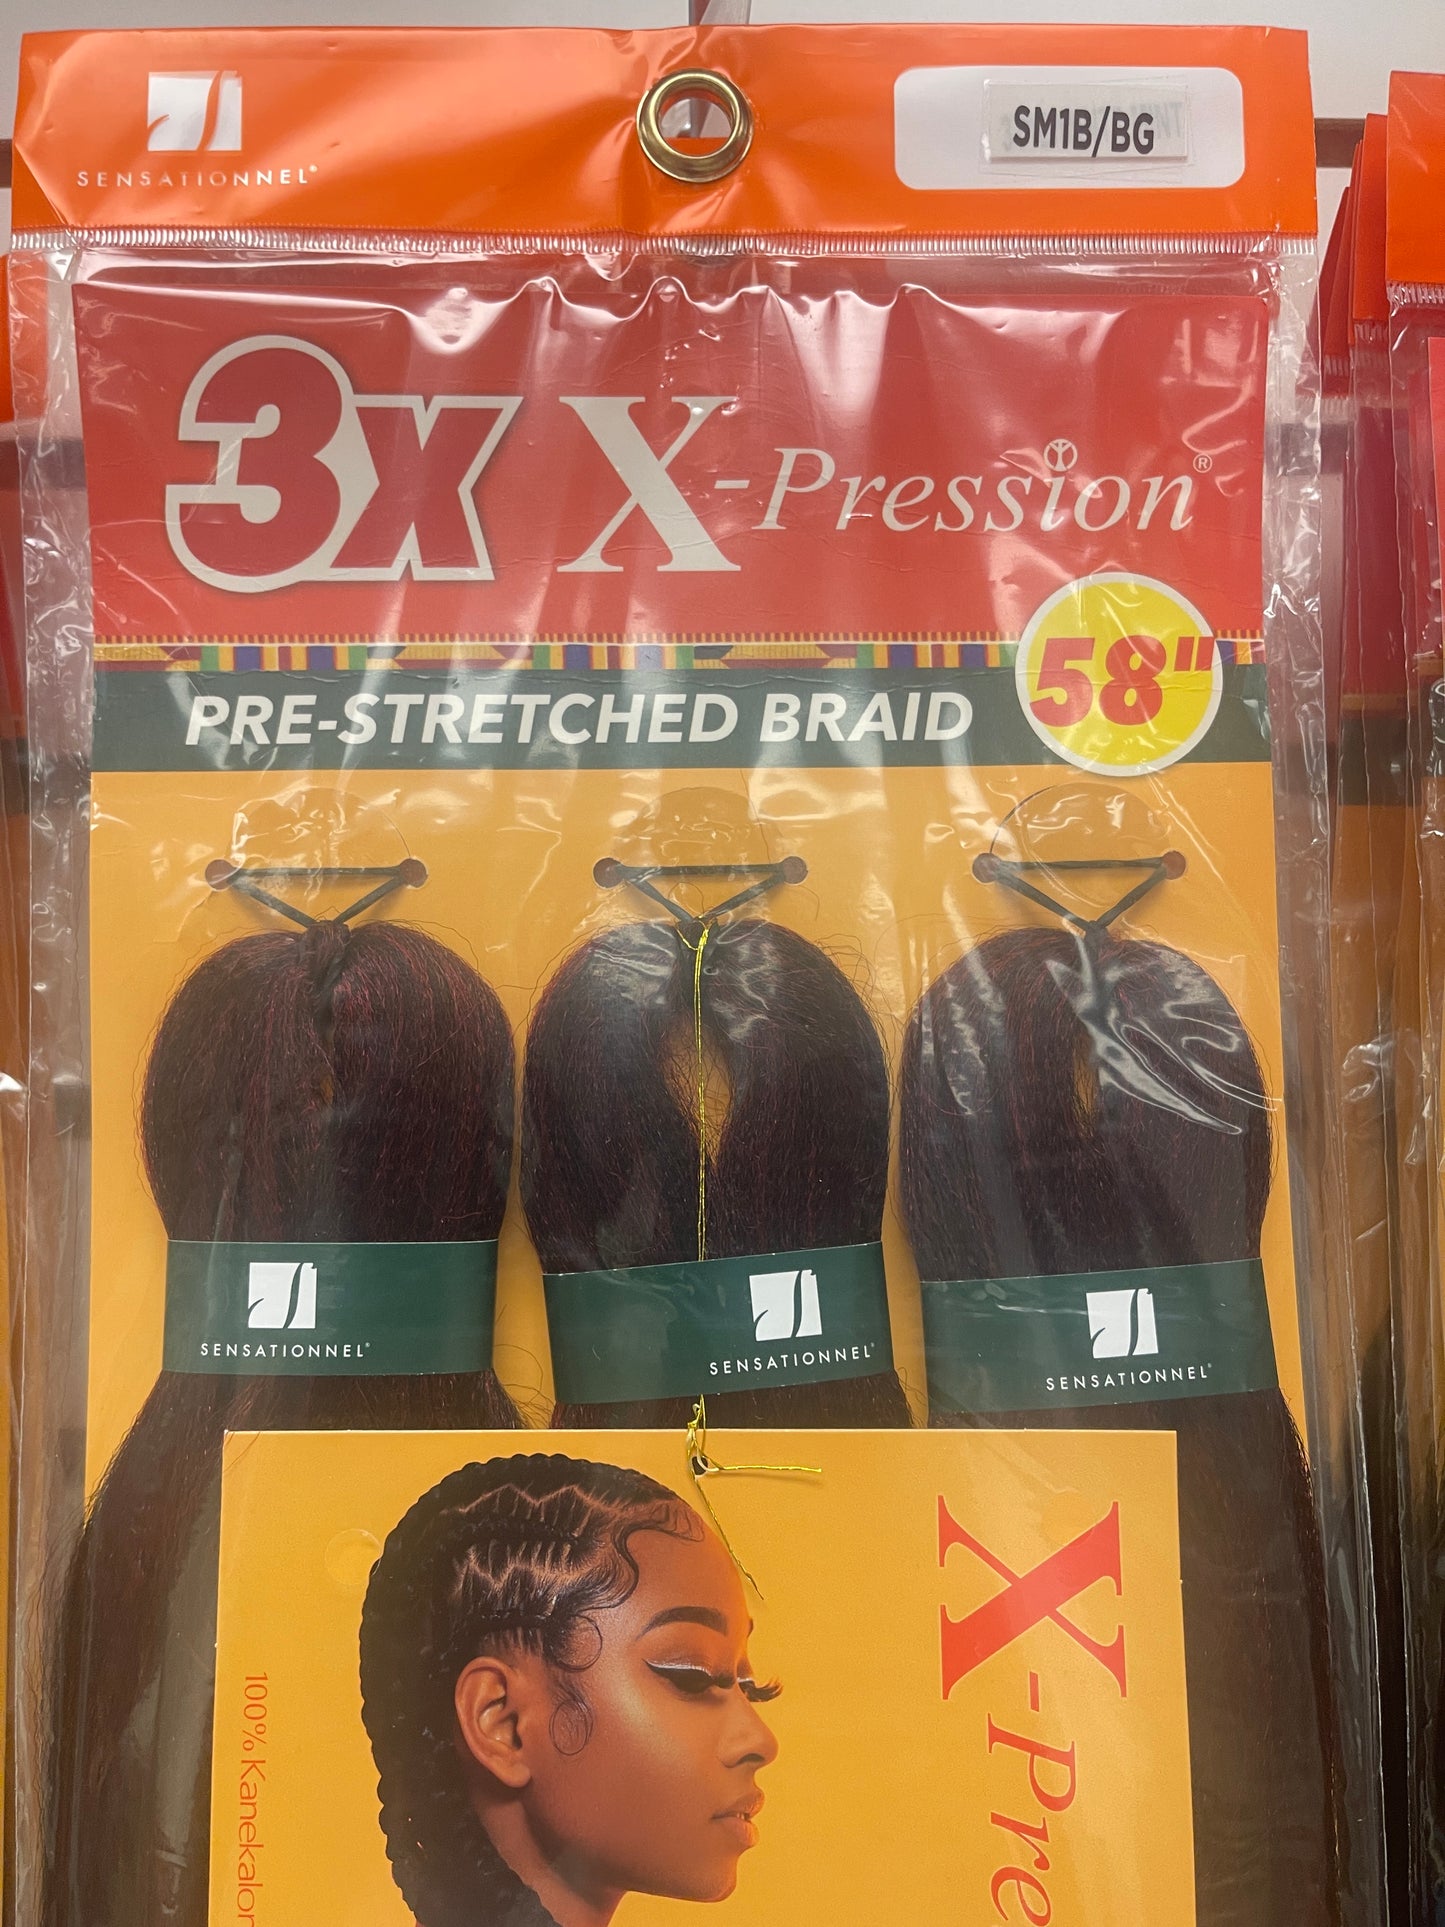 SENSATIONNEL®
SM1B/BG
3X X-Pression®
58"
PRE-STRETCHED BRAID
SENSATIONNEL®
SENSATIONNEL®
SENSATIONNEL®
X-Pre
100% Kanekalon